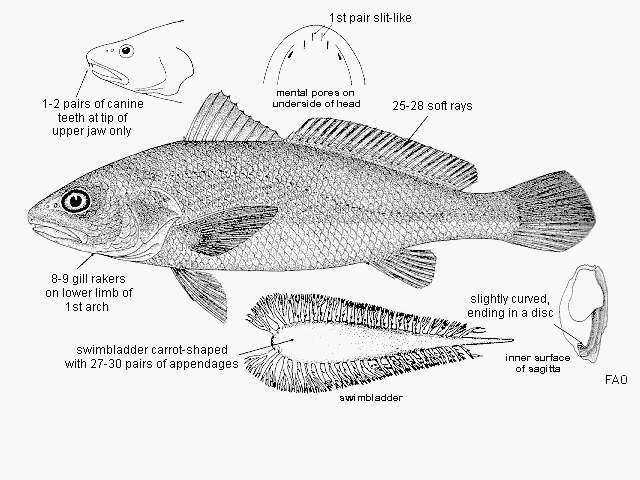 1st pair slit-like
1-2 pairs of canine
teeth at tip of
upper jaw only
mental pores on
underside of head
25-28 soft rays
8-9 gill rakers
on lower limb of
1st arch
slightly curved,
ending in a disc
swimbladder carrot-shaped
with 27-30 pairs of appendages
inner surface
of sagitta
FAO
swimbladder